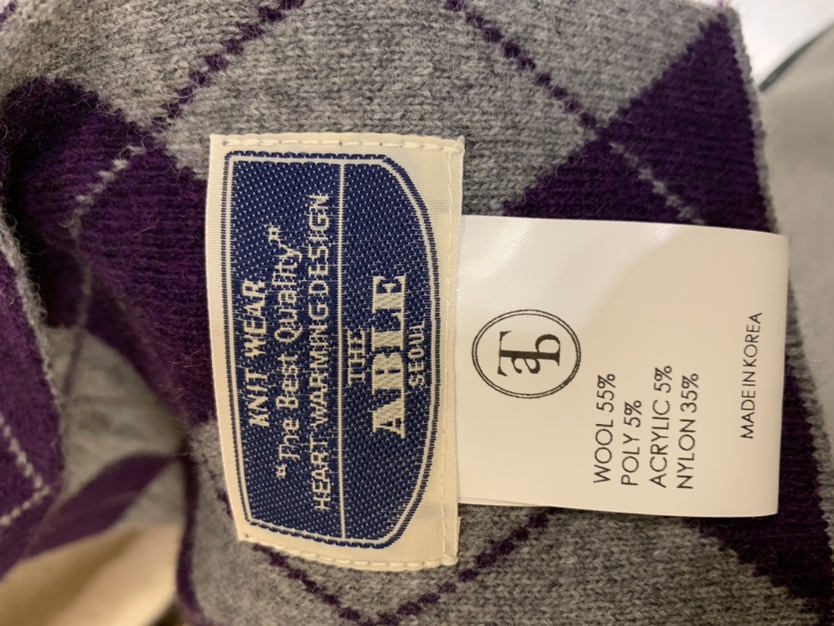 KNIT WEAR
"The Best Quality"
HEART WARMING DESIGN
THE
ABLE
SEOUL
WOOL 55%
POLY 5%
ACRYLIC 5%
NYLON 35%
MADE IN KOREA